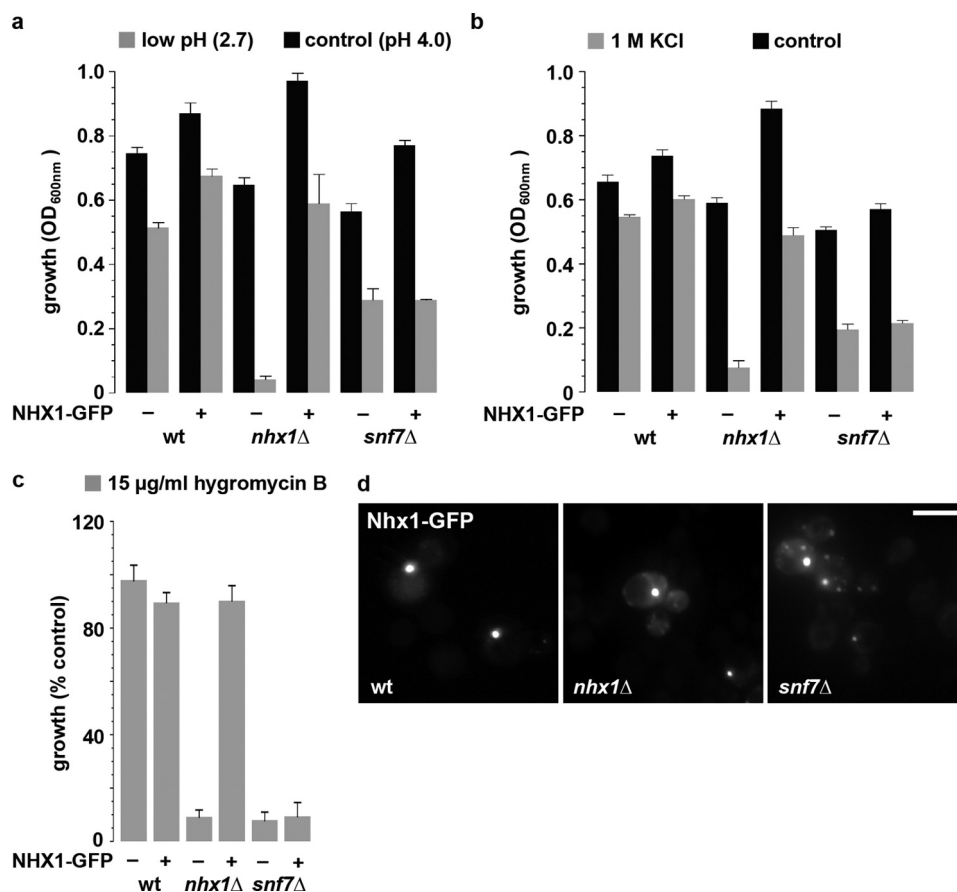 a
low pH (2.7) control (pH 4.0)
growth (OD600nm)
1.0
0.8
0.6
0.4
0.2
0
NHX1-GFP – + – + – +
wt nhx1Δ snf7Δ
b
1 M KCl control
growth (OD600nm)
1.0
0.8
0.6
0.4
0.2
0
NHX1-GFP – + – + – +
wt nhx1Δ snf7Δ
c
15 µg/ml hygromycin B
growth (% control)
120
80
40
0
NHX1-GFP – + – + – +
wt nhx1Δ snf7Δ
d
Nhx1-GFP
wt nhx1Δ snf7Δ